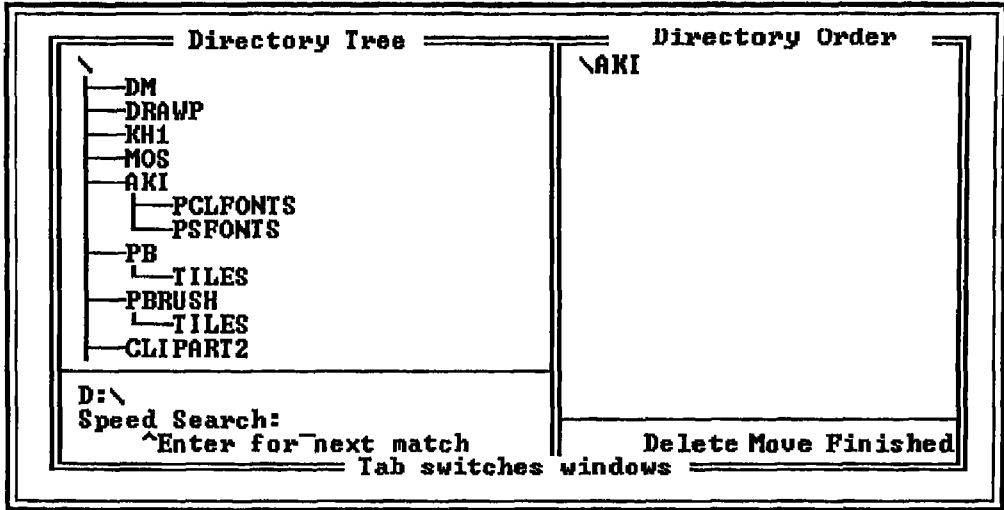 Directory Tree
\
DM
DRAWP
KH1
MOS
AKI
PCLFONTS
PSFONTS
PB
TILES
PBRUSH
TILES
CLIPART2
D:\
Speed Search:
^Enter for next match
Directory Order
\AKI
Delete Move Finished
Tab switches windows